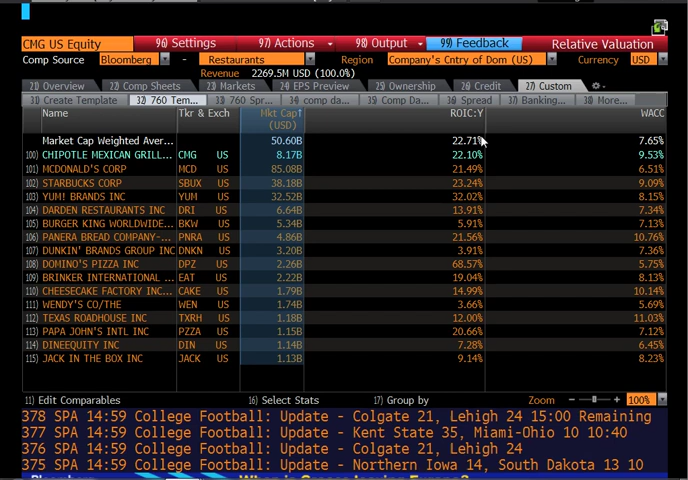 CMG US Equity 96) Settings 97) Actions 98) Output 99) Feedback Relative Valuation
Comp Source Bloomberg - Restaurants Region Company's Cntry of Dom (US) Currency USD
Revenue 2269.5M USD (100.0%)
21) Overview 22) Comp Sheets 23) Markets 24) EPS Preview 25) Ownership 26) Credit 27) Custom
31) Create Template 32) 760 Tem... 33) 760 Spr... 34) comp da... 35) Comp Da... 36) Spread 37) Banking... 38) More...
Name Tkr & Exch Mkt Cap↑ ROIC:Y WACC
(USD)
Market Cap Weighted Aver... 50.60B 22.71% 7.65%
100) CHIPOTLE MEXICAN GRILL... CMG US 8.17B 22.10% 9.53%
101) MCDONALD'S CORP MCD US 85.08B 21.49% 6.51%
102) STARBUCKS CORP SBUX US 38.18B 23.24% 9.09%
103) YUM! BRANDS INC YUM US 32.52B 32.02% 8.15%
104) DARDEN RESTAURANTS INC DRI US 6.64B 13.91% 7.34%
105) BURGER KING WORLDWIDE... BKW US 5.34B 5.91% 7.13%
106) PANERA BREAD COMPANY-... PNRA US 4.86B 21.56% 10.76%
107) DUNKIN' BRANDS GROUP INC DNKN US 3.20B 3.91% 7.36%
108) DOMINO'S PIZZA INC DPZ US 2.26B 68.57% 5.75%
109) BRINKER INTERNATIONAL ... EAT US 2.22B 19.04% 8.13%
110) CHEESECAKE FACTORY INC... CAKE US 1.79B 14.99% 10.14%
111) WENDY'S CO/THE WEN US 1.74B 3.66% 5.69%
112) TEXAS ROADHOUSE INC TXRH US 1.18B 12.00% 11.03%
113) PAPA JOHN'S INTL INC PZZA US 1.15B 20.66% 7.12%
114) DINEEQUITY INC DIN US 1.14B 7.28% 6.45%
115) JACK IN THE BOX INC JACK US 1.13B 9.14% 8.23%
11) Edit Comparables 16) Select Stats 17) Group by Zoom - + 100%
378 SPA 14:59 College Football: Update - Colgate 21, Lehigh 24 15:00 Remaining
377 SPA 14:59 College Football: Update - Kent State 35, Miami-Ohio 10 10:40
376 SPA 14:59 College Football: Update - Colgate 21, Lehigh 24
375 SPA 14:59 College Football: Update - Northern Iowa 14, South Dakota 13 10